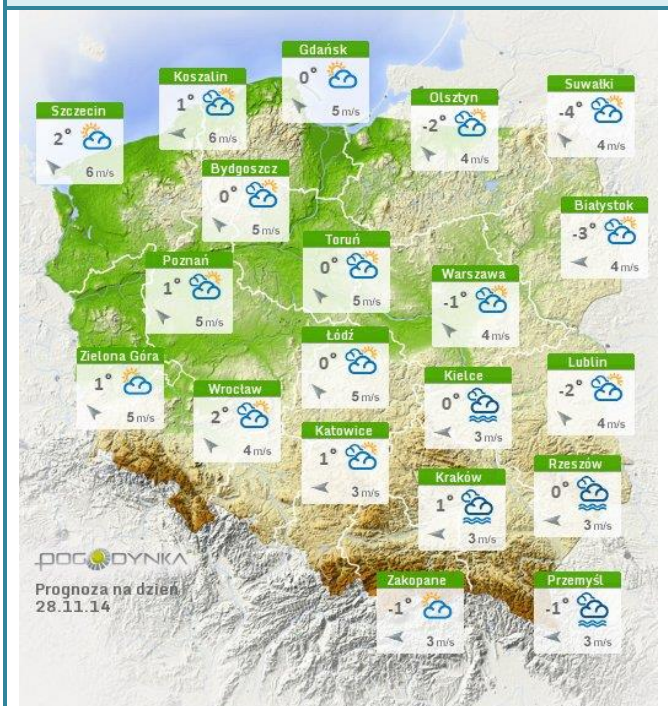 Gdańsk
0°
5 m/s
Koszalin
1°
6 m/s
Szczecin
2°
6 m/s
Olsztyn
-2°
4 m/s
Suwałki
-4°
4 m/s
Bydgoszcz
0°
5 m/s
Białystok
-3°
4 m/s
Toruń
0°
5 m/s
Poznań
1°
5 m/s
Warszawa
-1°
4 m/s
Łódź
0°
5 m/s
Zielona Góra
1°
5 m/s
Wrocław
2°
4 m/s
Kielce
0°
3 m/s
Lublin
-2°
4 m/s
Katowice
1°
3 m/s
Kraków
1°
3 m/s
Rzeszów
0°
3 m/s
POGODYNKA
Prognoza na dzień
28.11.14
Zakopane
-1°
3 m/s
Przemyśl
-1°
3 m/s